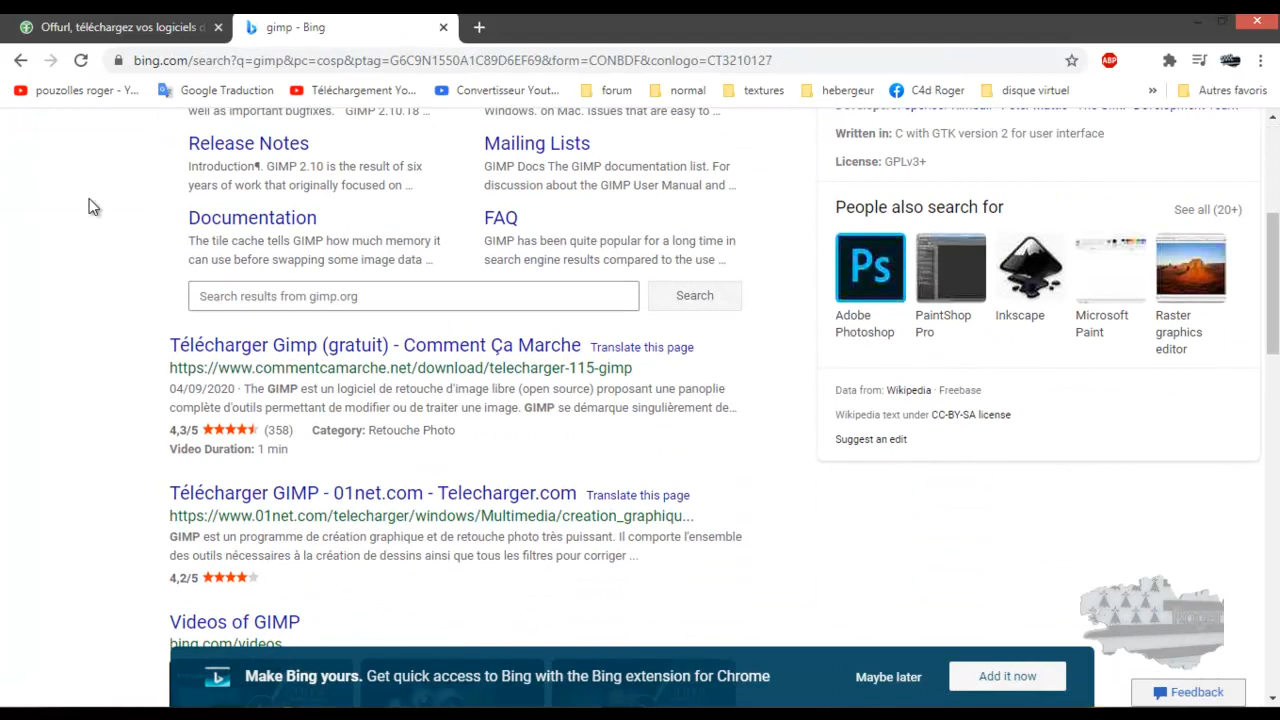 Offurl, téléchargez vos logiciels d
gimp - Bing
bing.com/search?q=gimp&pc=cosp&ptag=G6C9N1550A1C89D6EF69&form=CONBDF&conlogo=CT3210127
ABP
pouzolles roger - Y...
Google Traduction
Téléchargement Yo...
Convertisseur Yout...
forum
normal
textures
hebergeur
C4d Roger
disque virtuel
»
Autres favoris
well as important bugfixes. GIMP 2.10.18 ...
Windows. on Mac. Issues that are easy to ...
Release Notes
Introduction¶. GIMP 2.10 is the result of six
years of work that originally focused on ...
Mailing Lists
GIMP Docs The GIMP documentation list. For
discussion about the GIMP User Manual and ...
Documentation
The tile cache tells GIMP how much memory it
can use before swapping some image data ...
FAQ
GIMP has been quite popular for a long time in
search engine results compared to the use ...
Search results from gimp.org
Search
Télécharger Gimp (gratuit) - Comment Ça Marche Translate this page
https://www.commentcamarche.net/download/telecharger-115-gimp
04/09/2020 · The GIMP est un logiciel de retouche d'image libre (open source) proposant une panoplie
complète d'outils permettant de modifier ou de traiter une image. GIMP se démarque singulièrement de...
4,3/5 (358) Category: Retouche Photo
Video Duration: 1 min
Télécharger GIMP - 01net.com - Telecharger.com Translate this page
https://www.01net.com/telecharger/windows/Multimedia/creation_graphiqu...
GIMP est un programme de création graphique et de retouche photo très puissant. Il comporte l'ensemble
des outils nécessaires à la création de dessins ainsi que tous les filtres pour corriger ...
4,2/5
Videos of GIMP
bing.com/videos
Written in: C with GTK version 2 for user interface
License: GPLv3+
People also search for
See all (20+)
Ps
Adobe
Photoshop
PaintShop
Pro
Inkscape
Microsoft
Paint
Raster
graphics
editor
Data from: Wikipedia · Freebase
Wikipedia text under CC-BY-SA license
Suggest an edit
Make Bing yours. Get quick access to Bing with the Bing extension for Chrome
Maybe later
Add it now
Feedback